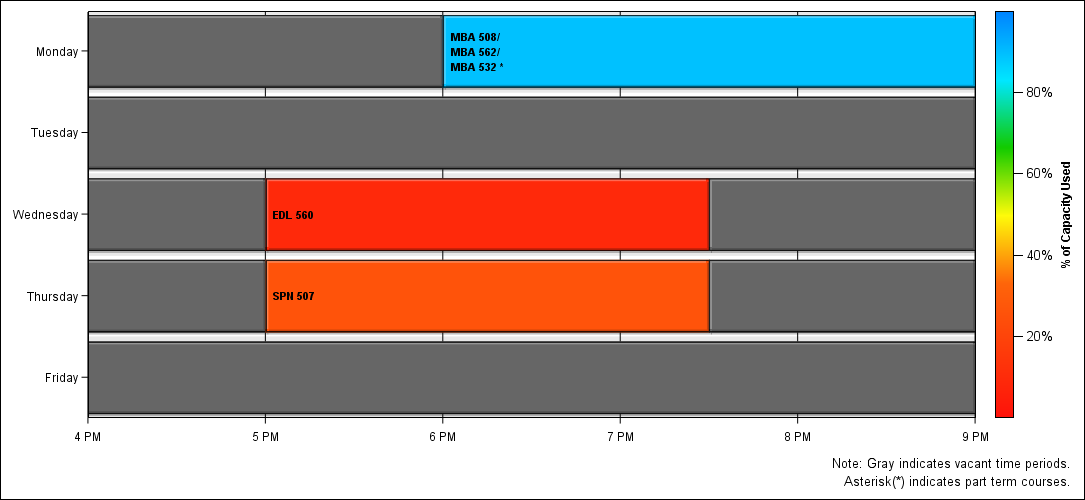 Monday
MBA 508/
MBA 562/
MBA 532 *
Tuesday
Wednesday
EDL 560
Thursday
SPN 507
Friday
4 PM
5 PM
6 PM
7 PM
8 PM
9 PM
80%
60%
40%
20%
% of Capacity Used
Note: Gray indicates vacant time periods.
Asterisk(*) indicates part term courses.